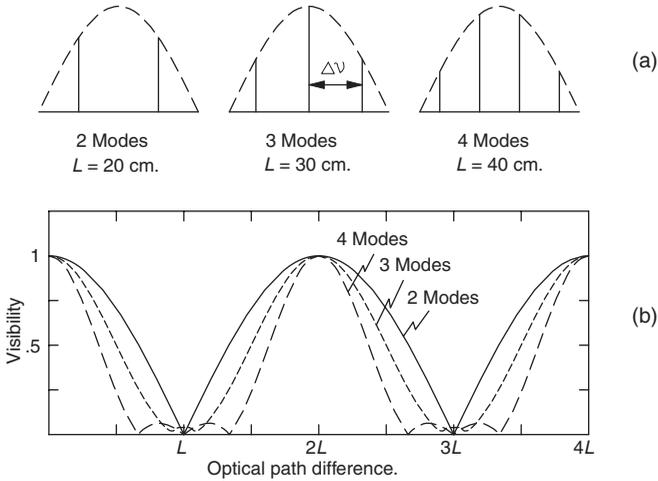 (a)
Δν
2 Modes
L = 20 cm.
3 Modes
L = 30 cm.
4 Modes
L = 40 cm.
4 Modes
3 Modes
2 Modes
1
.5
Visibility
(b)
L
2L
3L
4L
Optical path difference.